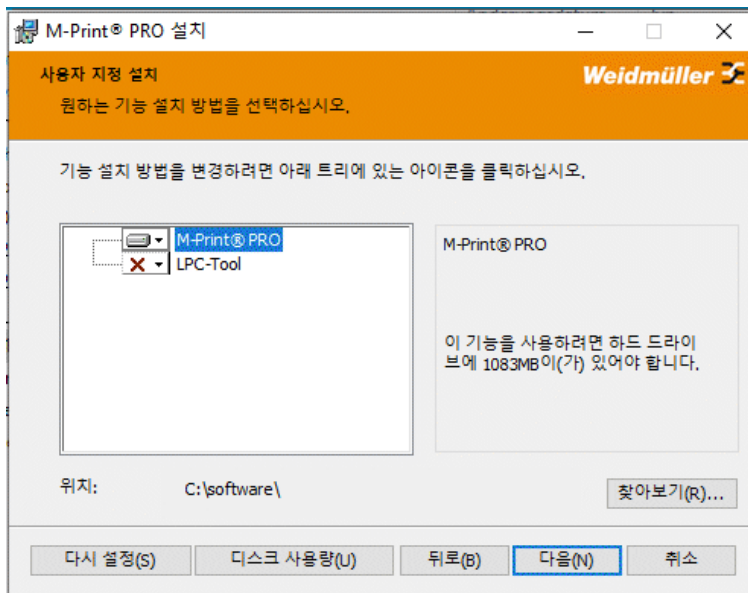 M-Print® PRO 설치
사용자 지정 설치
Weidmüller
원하는 기능 설치 방법을 선택하십시오.
기능 설치 방법을 변경하려면 아래 트리에 있는 아이콘을 클릭하십시오.
M-Print® PRO
LPC-Tool
M-Print® PRO
이 기능을 사용하려면 하드 드라이
브에 1083MB이(가) 있어야 합니다.
위치:
C:\software\
찾아보기(R)...
다시 설정(S)
디스크 사용량(U)
뒤로(B)
다음(N)
취소